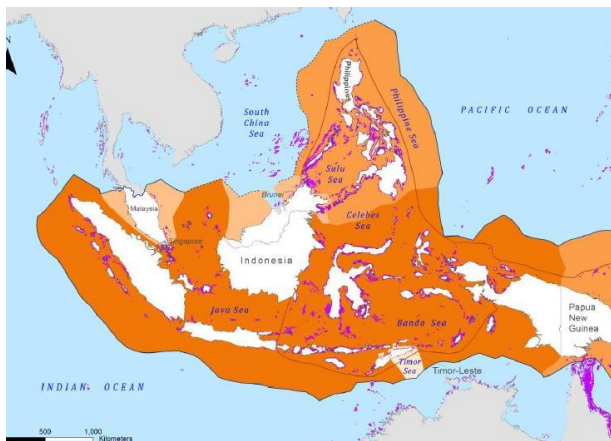 N
PACIFIC OCEAN
South
China
Sea
Philippines
Philippine Sea
Sulu
Sea
Brunei
Malaysia
Celebes
Sea
Singapore
Indonesia
Java Sea
Banda Sea
Papua
New
Guinea
Timor
Sea
Timor-Leste
INDIAN OCEAN
500 1,000
Kilometers